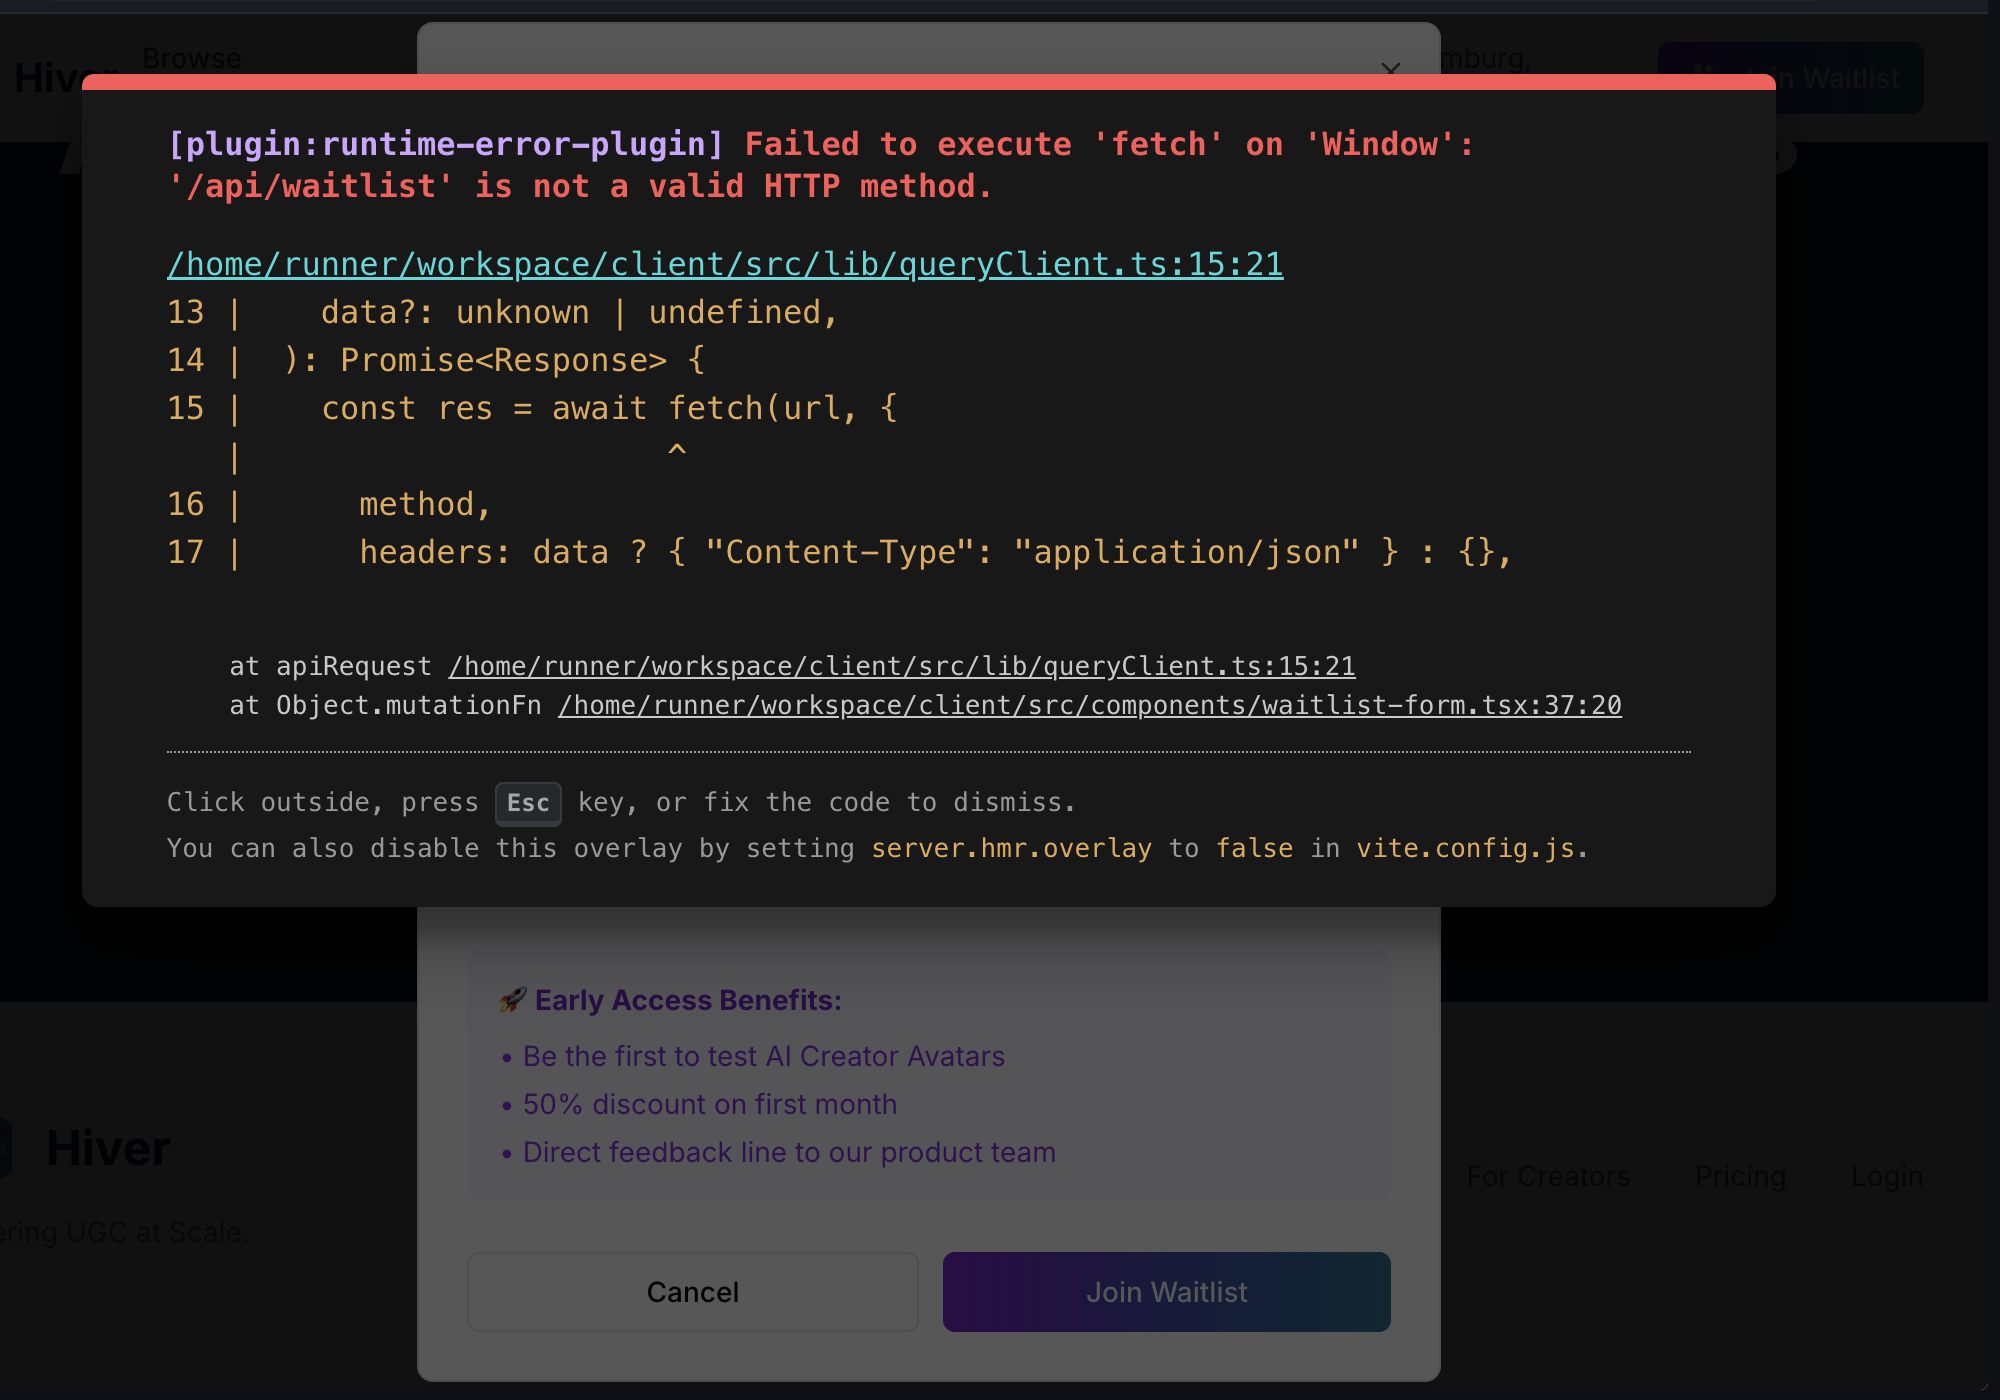 Hiver
Browse
mburg,
Join Waitlist
[plugin:runtime-error-plugin] Failed to execute 'fetch' on 'Window':
'/api/waitlist' is not a valid HTTP method.
/home/runner/workspace/client/src/lib/queryClient.ts:15:21
13 |    data?: unknown | undefined,
14 |  ): Promise<Response> {
15 |    const res = await fetch(url, {
   |                      ^
16 |      method,
17 |      headers: data ? { "Content-Type": "application/json" } : {},
at apiRequest /home/runner/workspace/client/src/lib/queryClient.ts:15:21
at Object.mutationFn /home/runner/workspace/client/src/components/waitlist-form.tsx:37:20
Click outside, press Esc key, or fix the code to dismiss.
You can also disable this overlay by setting server.hmr.overlay to false in vite.config.js.
🚀 Early Access Benefits:
• Be the first to test AI Creator Avatars
• 50% discount on first month
• Direct feedback line to our product team
Hiver
For Creators
Pricing
Login
ering UGC at Scale.
Cancel
Join Waitlist